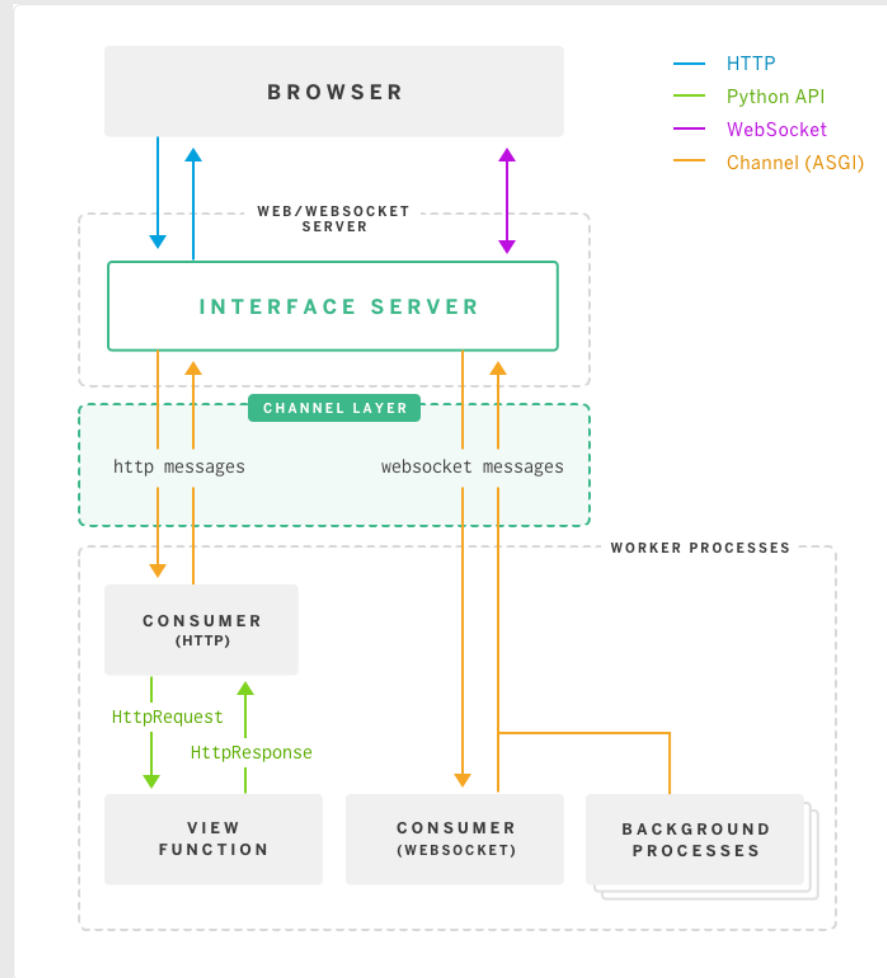 BROWSER
HTTP
Python API
WebSocket
Channel (ASGI)
WEB/WEBSOCKET
SERVER
INTERFACE SERVER
CHANNEL LAYER
http messages
websocket messages
WORKER PROCESSES
CONSUMER
(HTTP)
HttpRequest
HttpResponse
VIEW
FUNCTION
CONSUMER
(WEBSOCKET)
BACKGROUND
PROCESSES